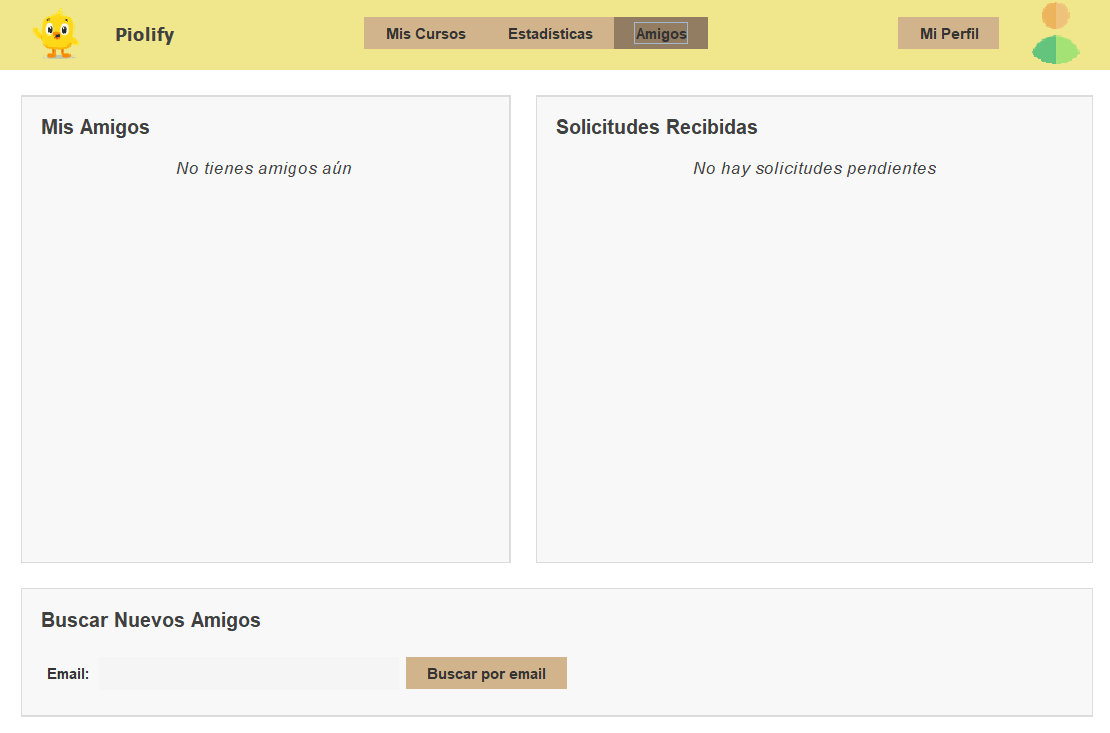 Piolify
Mis Cursos
Estadísticas
Amigos
Mi Perfil
Mis Amigos
No tienes amigos aún
Solicitudes Recibidas
No hay solicitudes pendientes
Buscar Nuevos Amigos
Email:
Buscar por email